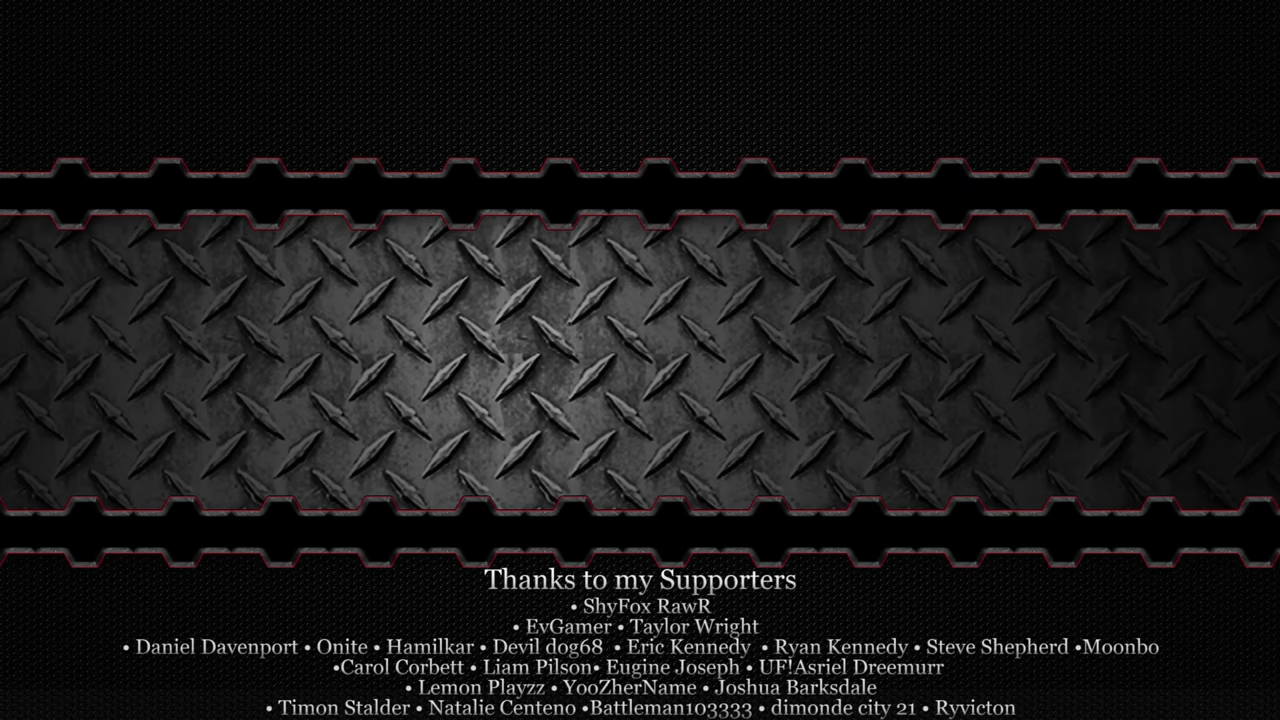 Thanks to my Supporters
• ShyFox RawR
• EvGamer • Taylor Wright
• Daniel Davenport • Onite • Hamilkar • Devil dog68 • Eric Kennedy • Ryan Kennedy • Steve Shepherd •Moonbo
•Carol Corbett • Liam Pilson• Eugine Joseph • UF!Asriel Dreemurr
• Lemon Playzz • YooZherName • Joshua Barksdale
• Timon Stalder • Natalie Centeno •Battleman103333 • dimonde city 21 • Ryvicton